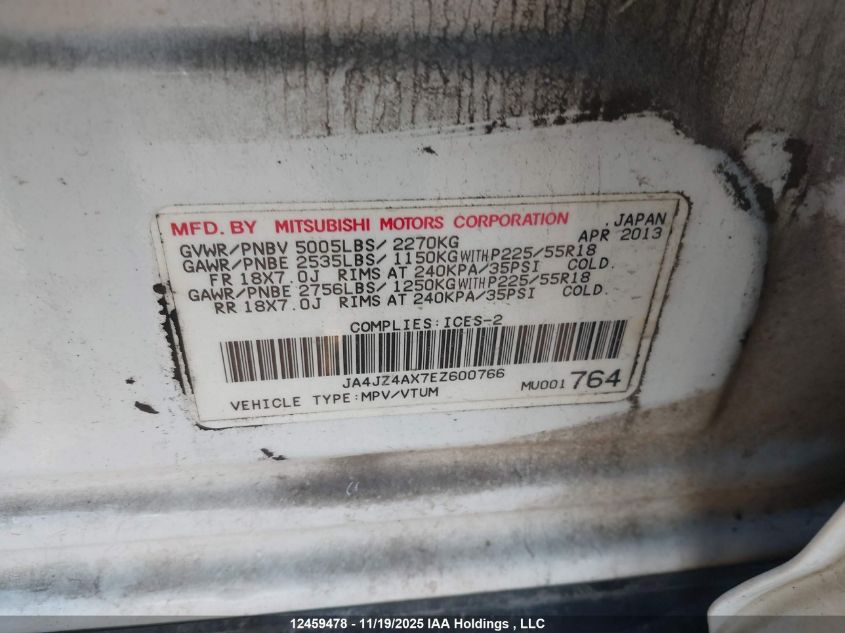 MFD. BY MITSUBISHI MOTORS CORPORATION , JAPAN
GVWR/PNBV 5005LBS/ 2270KG APR 2013
GAWR/PNBE 2535LBS/ 1150KG WITH P225/55R18
FR 18X7.0J RIMS AT 240KPA/35PSI COLD.
GAWR/PNBE 2756LBS/ 1250KG WITH P225/55R18
RR 18X7.0J RIMS AT 240KPA/35PSI COLD.
COMPLIES:ICES-2
JA4JZ4AX7EZ600766
MU001 764
VEHICLE TYPE:MPV/VTUM
12459478 - 11/19/2025 IAA Holdings , LLC